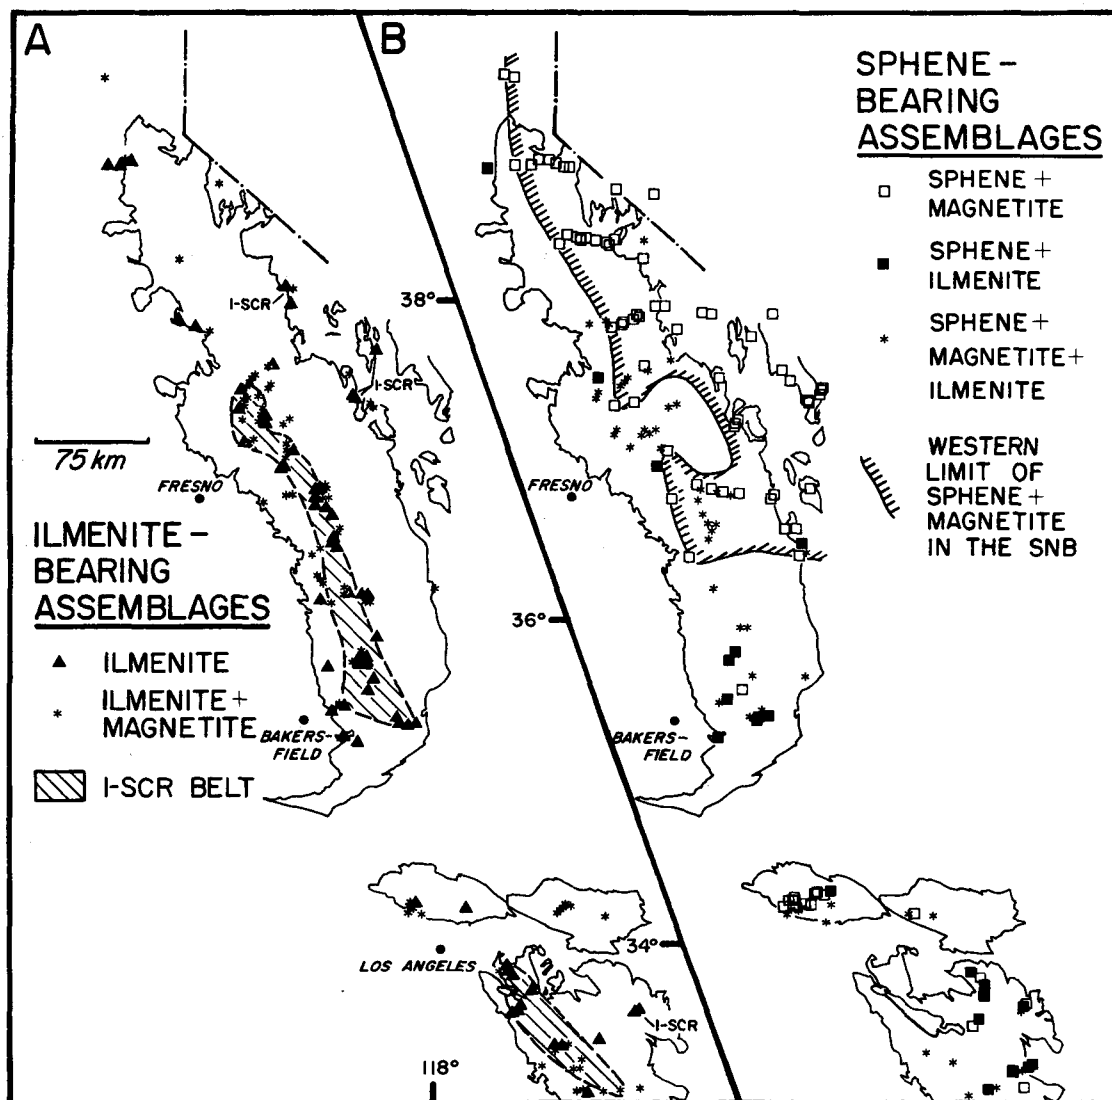 A
B
SPHENE-
BEARING
ASSEMBLAGES
SPHENE +
MAGNETITE
SPHENE +
ILMENITE
SPHENE +
MAGNETITE +
ILMENITE
WESTERN
LIMIT OF
SPHENE +
MAGNETITE
IN THE SNB
I-SCR
38°
I-SCR
75 km
FRESNO
FRESNO
ILMENITE-
BEARING
ASSEMBLAGES
ILMENITE
ILMENITE +
MAGNETITE
I-SCR BELT
36°
BAKERS-
FIELD
BAKERS-
FIELD
34°
LOS ANGELES
I-SCR
118°